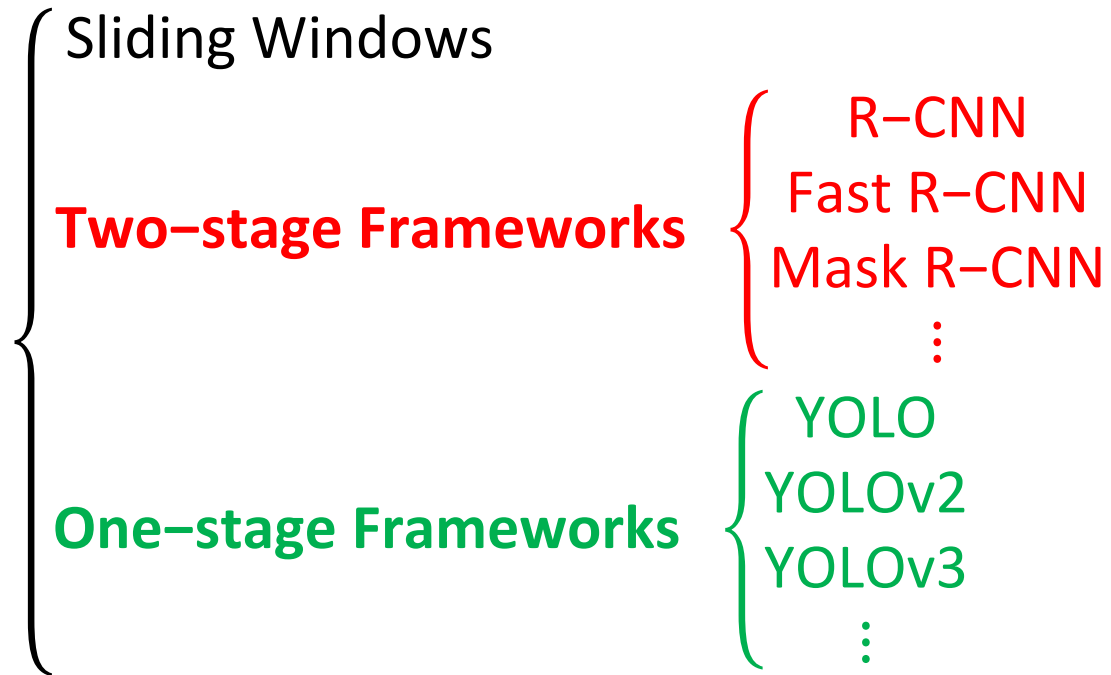 Sliding Windows
Two−stage Frameworks
R−CNN
Fast R−CNN
Mask R−CNN
⋮
One−stage Frameworks
YOLO
YOLOv2
YOLOv3
⋮